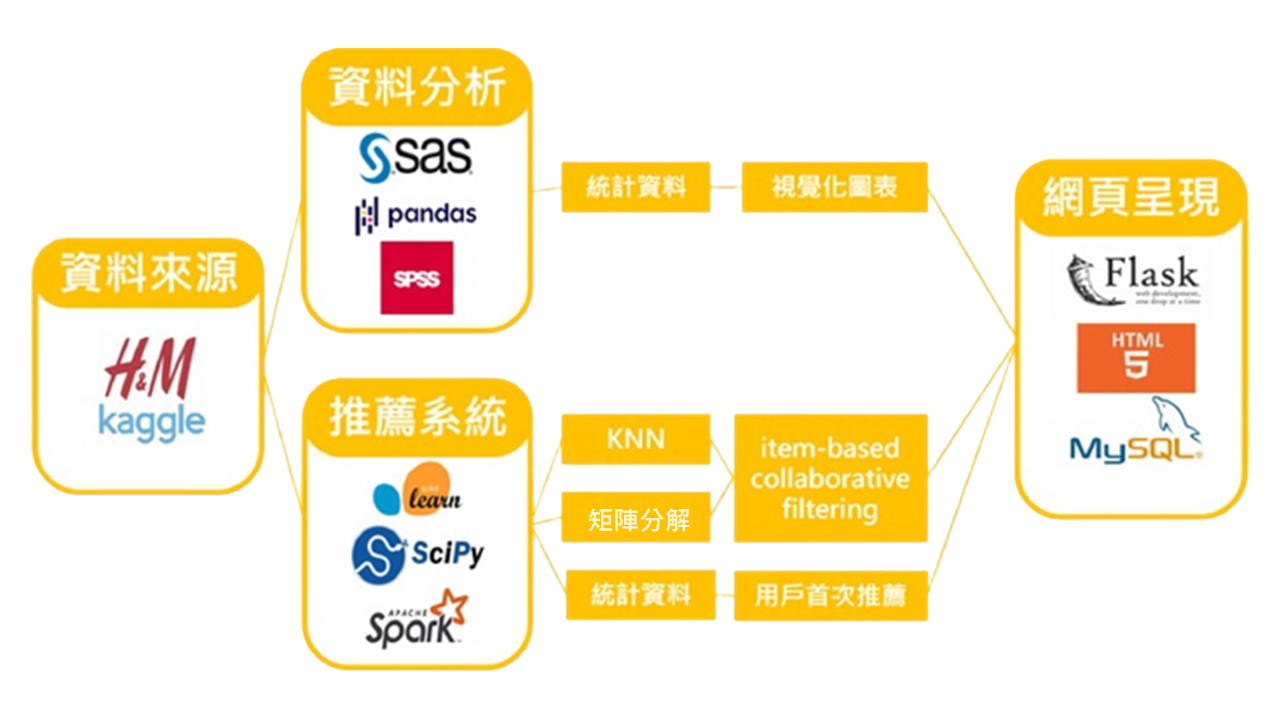 資料來源
H&M
kaggle
資料分析
sas
pandas
SPSS
統計資料
視覺化圖表
推薦系統
learn
SciPy
APACHE
Spark
KNN
矩陣分解
item-based
collaborative
filtering
統計資料
用戶首次推薦
網頁呈現
Flask
web development,
one drop at a time
HTML
5
MySQL